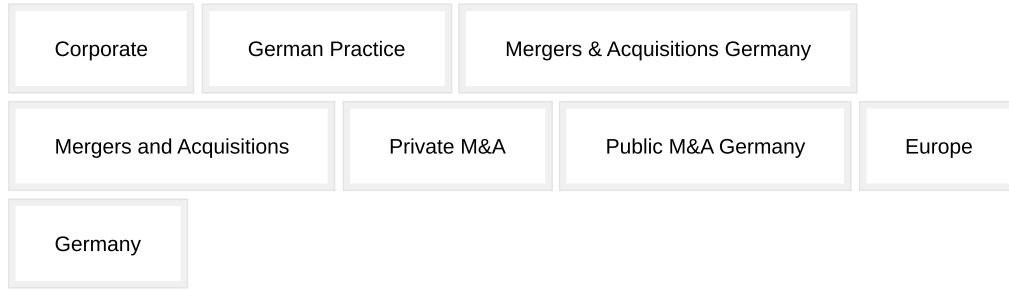 Corporate German Practice Mergers & Acquisitions Germany
Mergers and Acquisitions Private M&A Public M&A Germany Europe
Germany